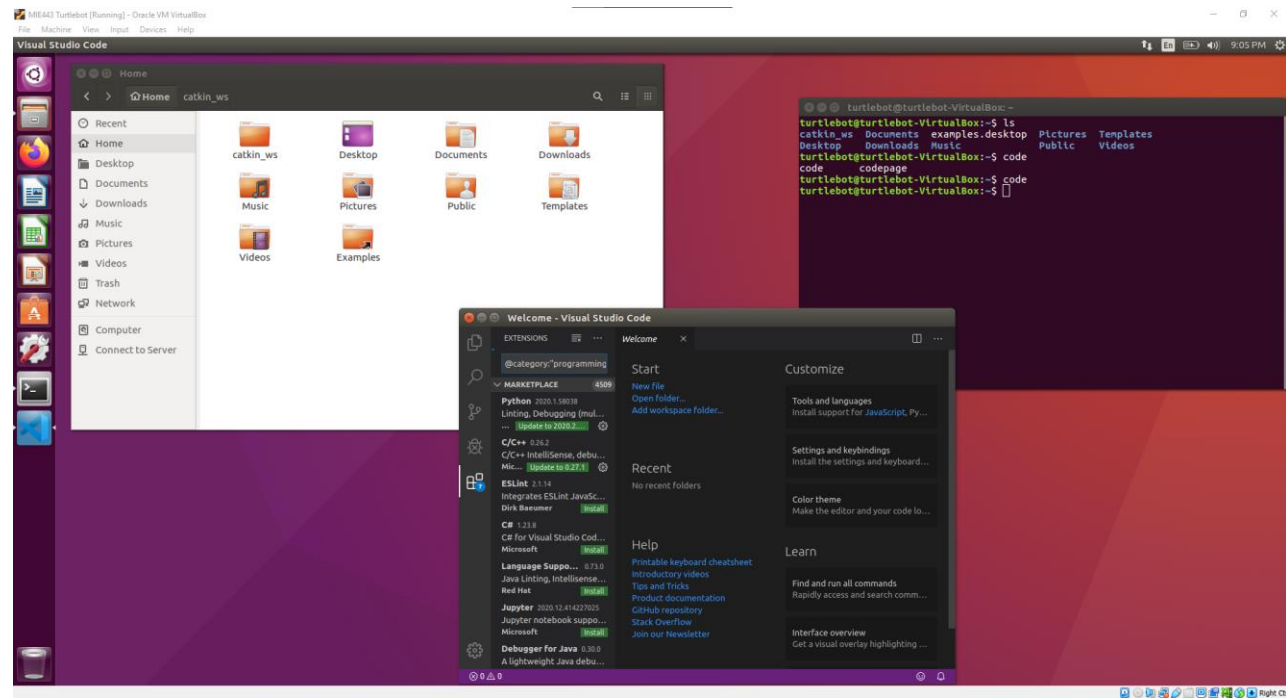 MIE443 Turtlebot [Running] - Oracle VM VirtualBox
File Machine View Input Devices Help
Visual Studio Code
En
9:05 PM
Home
Home catkin_ws
Recent
Home
Desktop
Documents
Downloads
Music
Pictures
Videos
Trash
Network
Computer
Connect to Server
catkin_ws Desktop Documents Downloads
Music Pictures Public Templates
Videos Examples
turtlebot@turtlebot-VirtualBox: ~
turtlebot@turtlebot-VirtualBox:~$ ls
catkin_ws Documents examples.desktop Pictures Templates
Desktop Downloads Music Public Videos
turtlebot@turtlebot-VirtualBox:~$ code
code codepage
turtlebot@turtlebot-VirtualBox:~$ code
turtlebot@turtlebot-VirtualBox:~$
Welcome - Visual Studio Code
EXTENSIONS
@category:"programming
MARKETPLACE 4509
Python 2020.1.58038
Linting, Debugging (mul...
... Update to 2020.2....
C/C++ 0.26.2
C/C++ IntelliSense, debu...
Mic... Update to 0.27.1
ESLint 2.1.14
Integrates ESLint JavaSc...
Dirk Baeumer Install
C# 1.23.8
C# for Visual Studio Cod...
Microsoft Install
Language Suppo... 0.73.0
Java Linting, Intellisense...
Red Hat Install
Jupyter 2020.12.414227025
Jupyter notebook suppo...
Microsoft Install
Debugger for Java 0.30.0
A lightweight Java debu...
Welcome
Start
New file
Open folder...
Add workspace folder...
Recent
No recent folders
Help
Printable keyboard cheatsheet
Introductory videos
Tips and Tricks
Product documentation
GitHub repository
Stack Overflow
Join our Newsletter
Customize
Tools and languages
Install support for JavaScript, Py...
Settings and keybindings
Install the settings and keyboard...
Color theme
Make the editor and your code lo...
Learn
Find and run all commands
Rapidly access and search comm...
Interface overview
Get a visual overlay highlighting ...
0 0
Right Ct